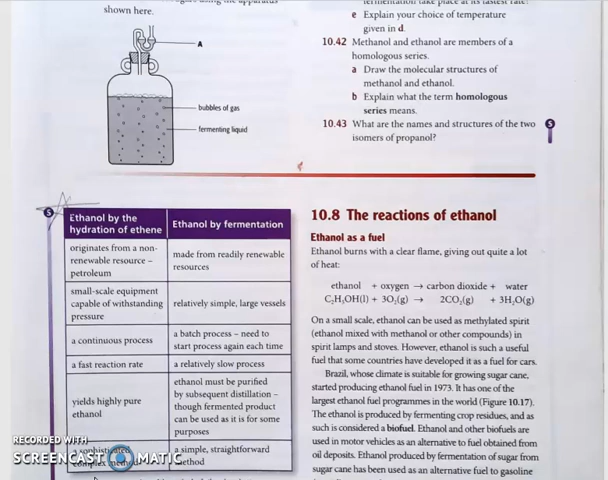 shown here.
A
bubbles of gas
fermenting liquid
e Explain your choice of temperature
given in d.
10.42 Methanol and ethanol are members of a
homologous series.
a Draw the molecular structures of
methanol and ethanol.
b Explain what the term homologous
series means.
10.43 What are the names and structures of the two
isomers of propanol?
S
S
Ethanol by the
hydration of ethene
Ethanol by fermentation
originates from a non-
renewable resource –
petroleum
made from readily renewable
resources
small-scale equipment
capable of withstanding
pressure
relatively simple, large vessels
a continuous process
a batch process – need to
start process again each time
a fast reaction rate
a relatively slow process
yields highly pure
ethanol
ethanol must be purified
by subsequent distillation –
though fermented product
can be used as it is for some
purposes
a sophisticated,
complex method
a simple, straightforward
method
10.8 The reactions of ethanol
Ethanol as a fuel
Ethanol burns with a clear flame, giving out quite a lot
of heat:
ethanol + oxygen → carbon dioxide + water
C₂H₅OH(l) + 3O₂(g) → 2CO₂(g) + 3H₂O(g)
On a small scale, ethanol can be used as methylated spirit
(ethanol mixed with methanol or other compounds) in
spirit lamps and stoves. However, ethanol is such a useful
fuel that some countries have developed it as a fuel for cars.
Brazil, whose climate is suitable for growing sugar cane,
started producing ethanol fuel in 1973. It has one of the
largest ethanol fuel programmes in the world (Figure 10.17).
The ethanol is produced by fermenting crop residues, and as
such is considered a biofuel. Ethanol and other biofuels are
used in motor vehicles as an alternative to fuel obtained from
oil deposits. Ethanol produced by fermentation of sugar from
sugar cane has been used as an alternative fuel to gasoline
RECORDED WITH
SCREENCAST MATIC